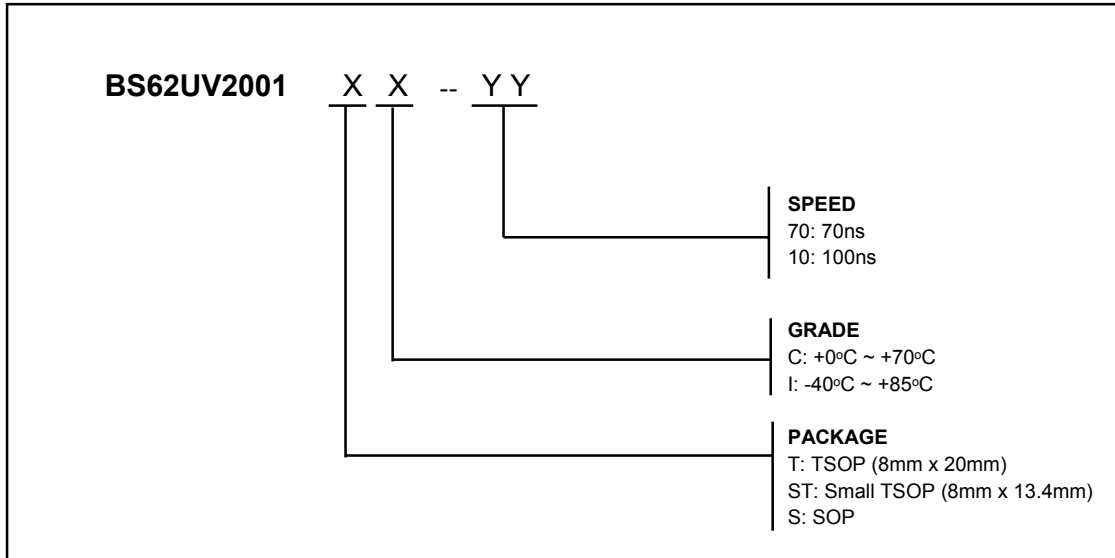 BS62UV2001 X X -- Y Y
SPEED
70: 70ns
10: 100ns
GRADE
C: +0ºC ~ +70ºC
I: -40ºC ~ +85ºC
PACKAGE
T: TSOP (8mm x 20mm)
ST: Small TSOP (8mm x 13.4mm)
S: SOP